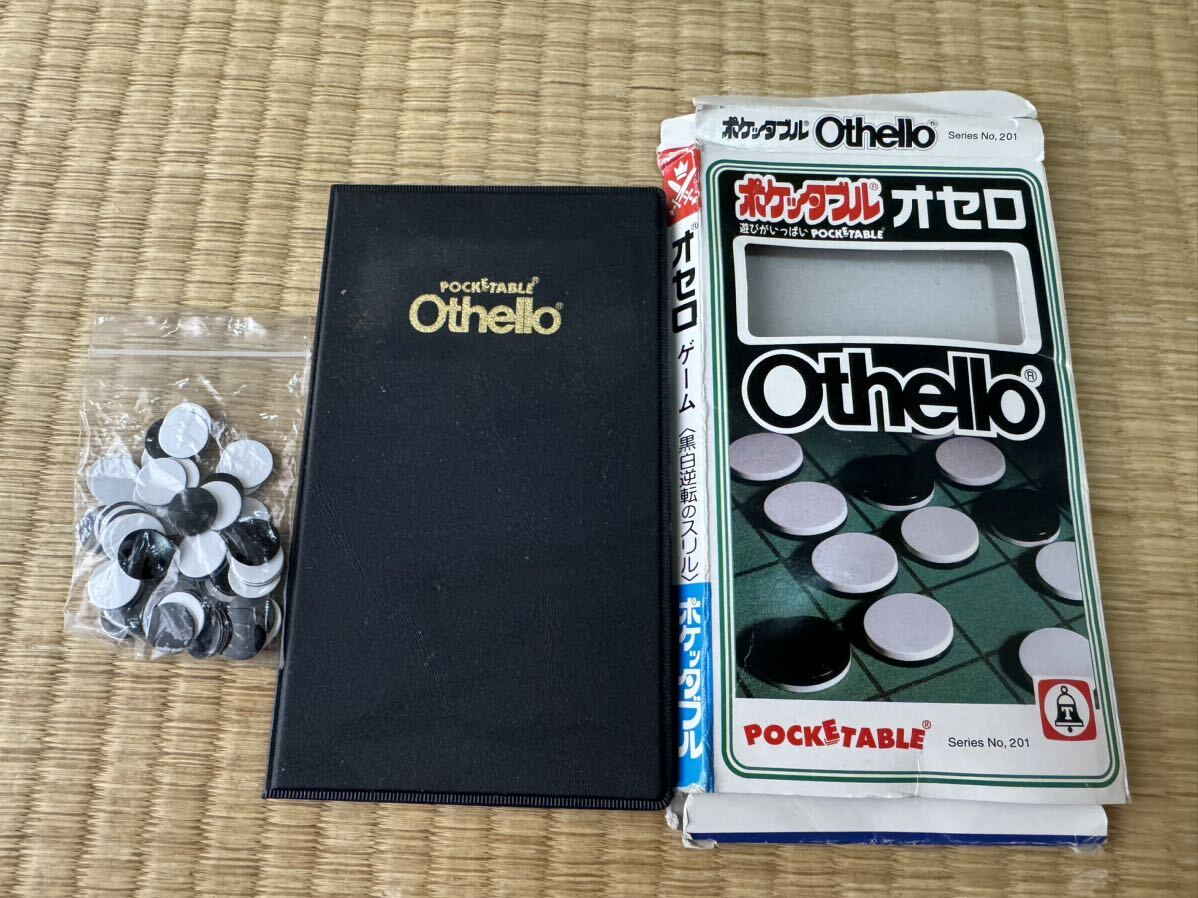 POCKETABLE®
Othello®
オセロ®
ゲーム
〈黒白逆転のスリル〉
ポケッタブル
ポケッタブル® Othello® Series No, 201
ポケッタブル® オセロ
遊びがいっぱい POCKETABLE®
Othello®
POCKETABLE® Series No, 201
T